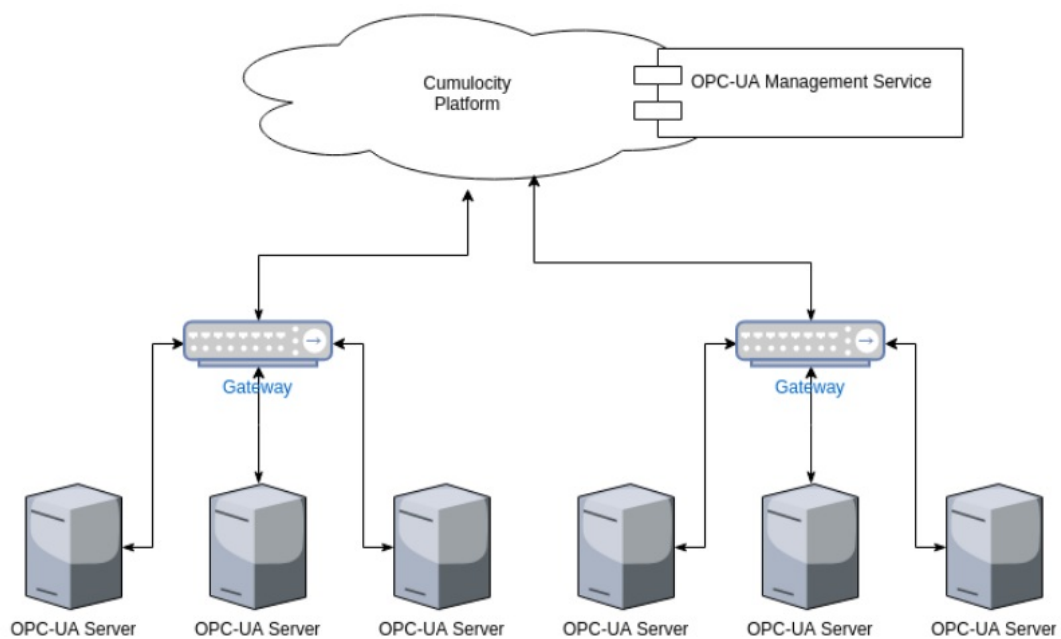 Cumulocity
Platform
OPC-UA Management Service
Gateway
Gateway
OPC-UA Server
OPC-UA Server
OPC-UA Server
OPC-UA Server
OPC-UA Server
OPC-UA Server